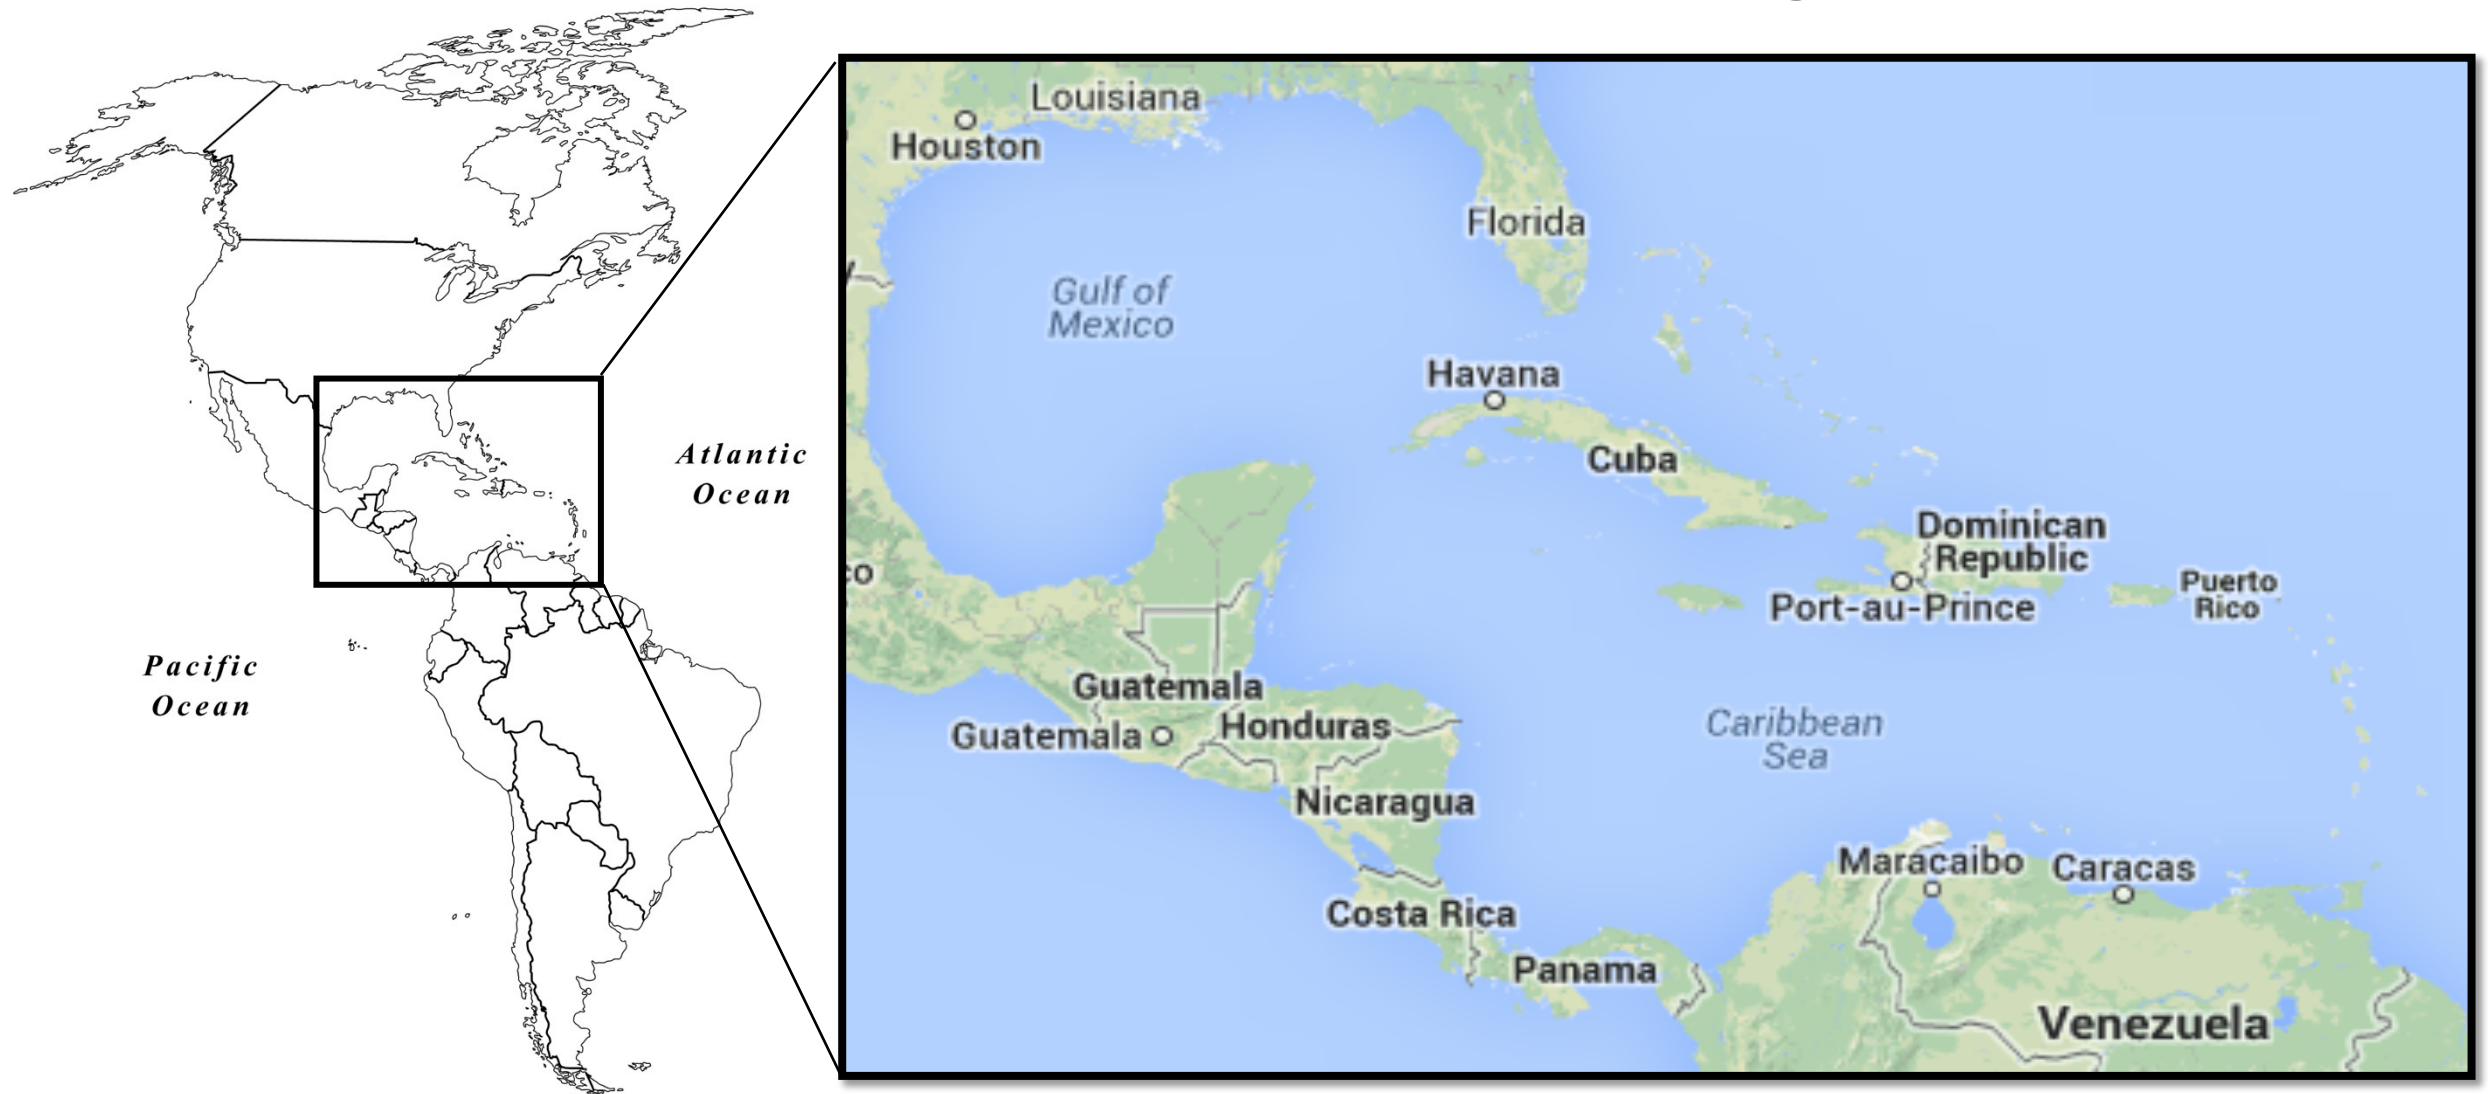 Atlantic
Ocean
Pacific
Ocean
Louisiana
Houston
Florida
Gulf of
Mexico
Havana
Cuba
Dominican
Republic
Port-au-Prince
Puerto
Rico
co
Guatemala
Guatemala
Honduras
Caribbean
Sea
Nicaragua
Maracaibo
Caracas
Costa Rica
Panama
Venezuela